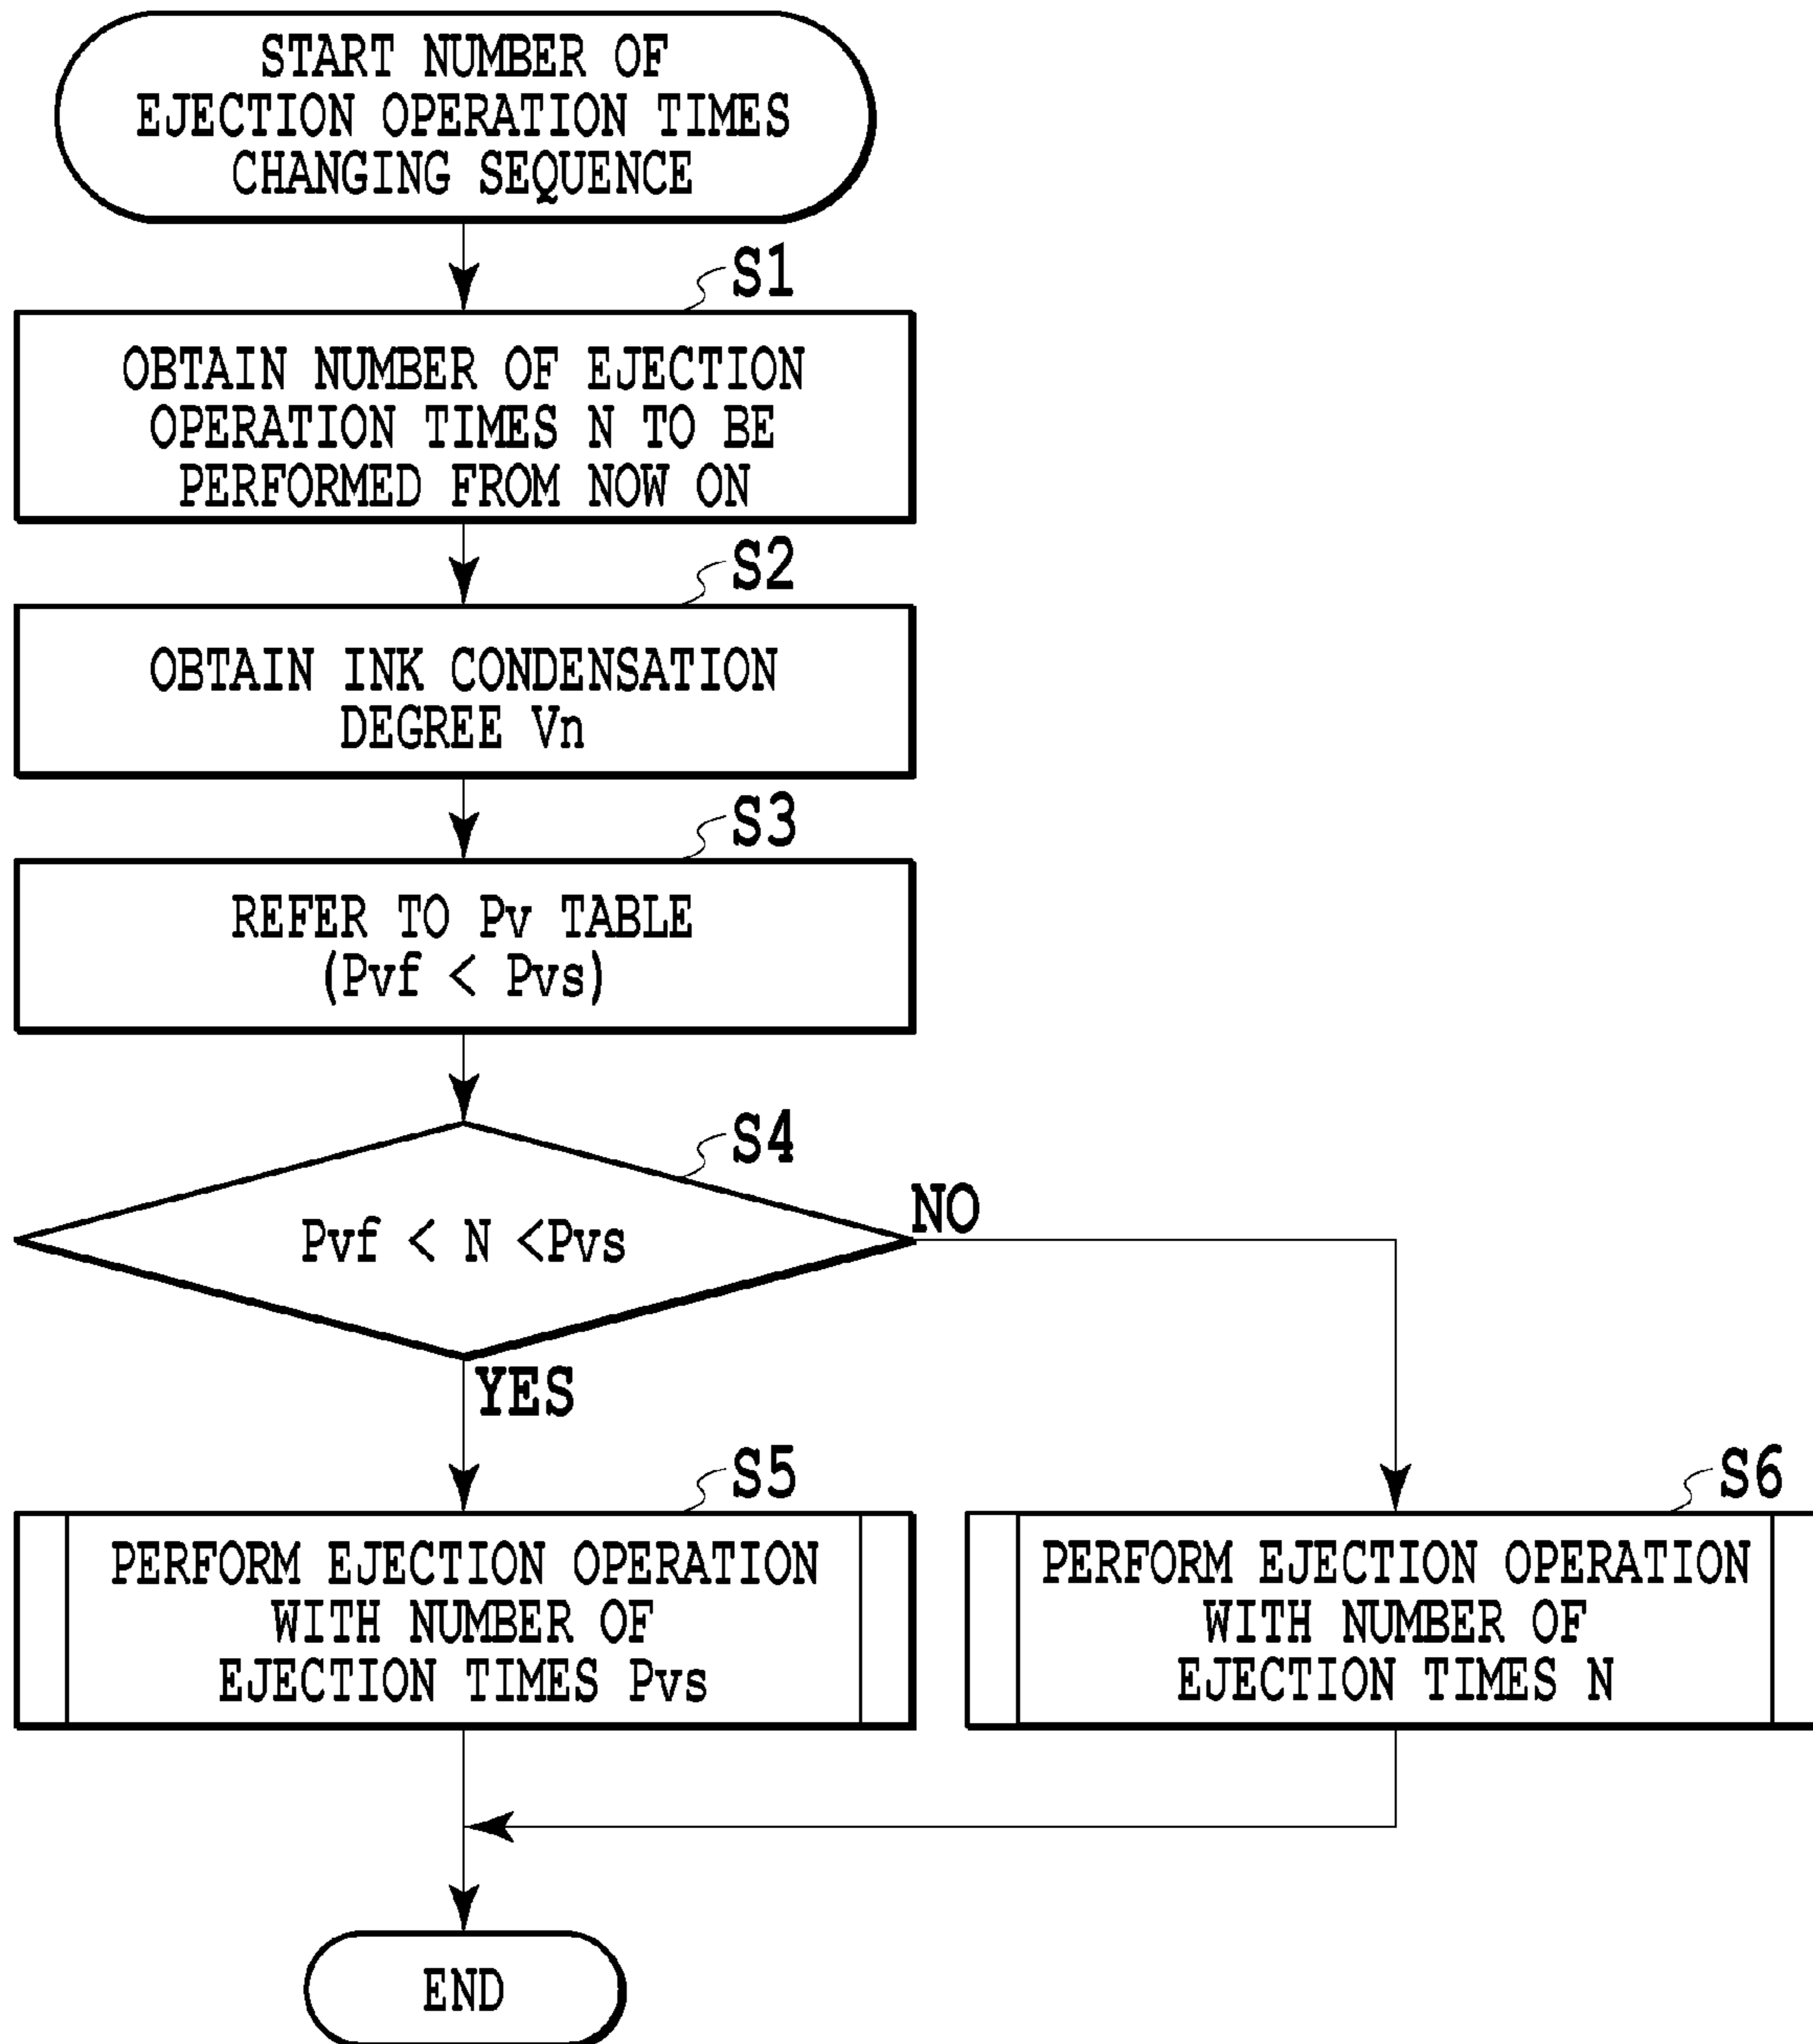 START NUMBER OF
EJECTION OPERATION TIMES
CHANGING SEQUENCE
S1
OBTAIN NUMBER OF EJECTION
OPERATION TIMES N TO BE
PERFORMED FROM NOW ON
S2
OBTAIN INK CONDENSATION
DEGREE Vn
S3
REFER TO Pv TABLE
(Pvf < Pvs)
S4
Pvf < N <Pvs
NO
YES
S5
PERFORM EJECTION OPERATION
WITH NUMBER OF
EJECTION TIMES Pvs
S6
PERFORM EJECTION OPERATION
WITH NUMBER OF
EJECTION TIMES N
END